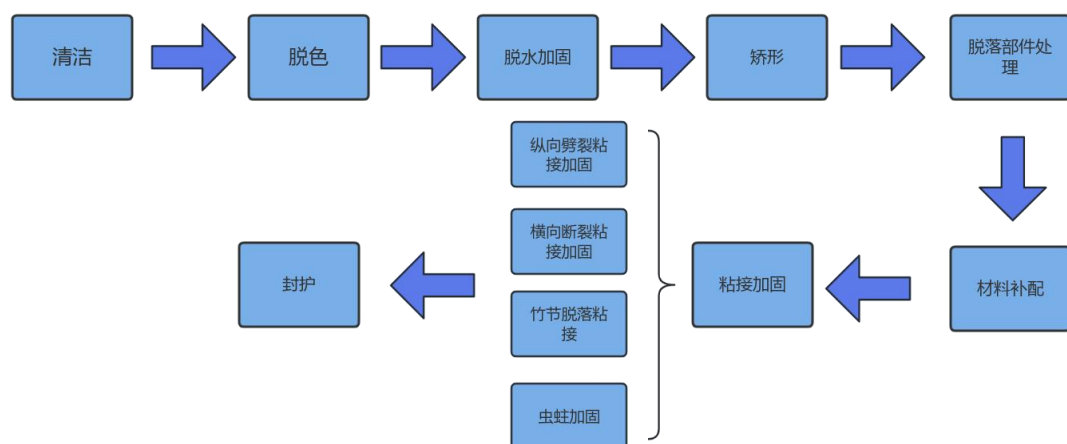 清洁
脱色
脱水加固
矫形
脱落部件处
理
纵向劈裂粘
接加固
横向断裂粘
接加固
竹节脱落粘
接
虫蛀加固
封护
粘接加固
材料补配